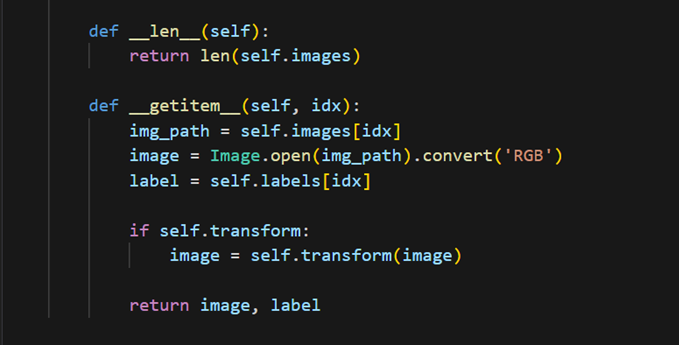 def __len__(self):
    return len(self.images)
def __getitem__(self, idx):
    img_path = self.images[idx]
    image = Image.open(img_path).convert('RGB')
    label = self.labels[idx]
    if self.transform:
        image = self.transform(image)
    return image, label